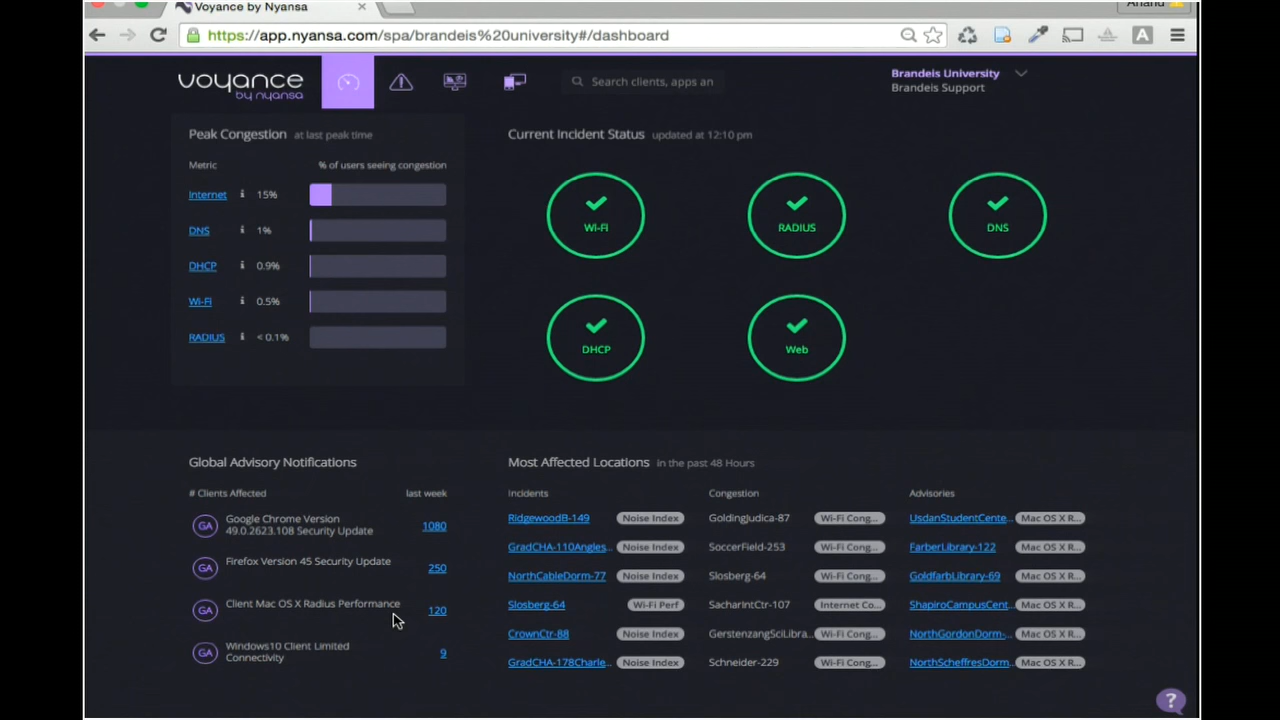 Voyance by Nyansa
Anand
https://app.nyansa.com/spa/brandeis%20university#/dashboard
A
voyance
by nyansa
Search clients, apps an
Brandeis University
Brandeis Support
Peak Congestion at last peak time
Metric % of users seeing congestion
Internet i 15%
DNS i 1%
DHCP i 0.9%
Wi-Fi i 0.5%
RADIUS i < 0.1%
Current Incident Status updated at 12:10 pm
Wi-Fi
RADIUS
DNS
DHCP
Web
Global Advisory Notifications
# Clients Affected last week
GA Google Chrome Version
49.0.2623.108 Security Update 1080
GA Firefox Version 45 Security Update 250
GA Client Mac OS X Radius Performance 120
GA Windows10 Client Limited
Connectivity 9
Most Affected Locations in the past 48 Hours
Incidents Congestion Advisories
RidgewoodB-149 Noise Index GoldingJudica-87 Wi-Fi Cong... UsdanStudentCente... Mac OS X R...
GradCHA-110Angles... Noise Index SoccerField-253 Wi-Fi Cong... FarberLibrary-122 Mac OS X R...
NorthCableDorm-77 Noise Index Slosberg-64 Wi-Fi Cong... GoldfarbLibrary-69 Mac OS X R...
Slosberg-64 Wi-Fi Perf SacharIntCtr-107 Internet Co... ShapiroCampusCent... Mac OS X R...
CrownCtr-88 Noise Index GerstenzangSciLibra... Wi-Fi Cong... NorthGordonDorm-... Mac OS X R...
GradCHA-178Charle... Noise Index Schneider-229 Wi-Fi Cong... NorthScheffresDorm... Mac OS X R...
?